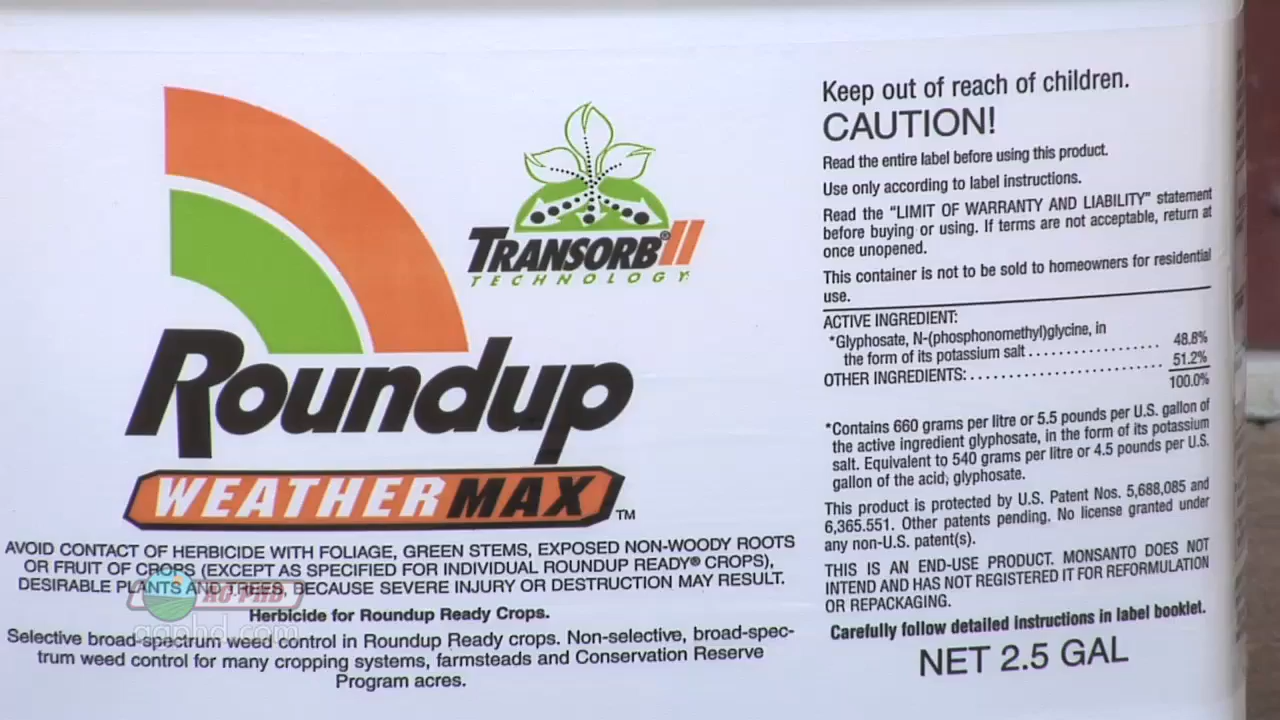 TRANSORB® II
TECHNOLOGY
Roundup
WEATHERMAX™
AVOID CONTACT OF HERBICIDE WITH FOLIAGE, GREEN STEMS, EXPOSED NON-WOODY ROOTS
OR FRUIT OF CROPS (EXCEPT AS SPECIFIED FOR INDIVIDUAL ROUNDUP READY® CROPS),
DESIRABLE PLANTS AND TREES, BECAUSE SEVERE INJURY OR DESTRUCTION MAY RESULT.
AG PHD
agphd.com
Herbicide for Roundup Ready Crops.
Selective broad-spectrum weed control in Roundup Ready crops. Non-selective, broad-spec-
trum weed control for many cropping systems, farmsteads and Conservation Reserve
Program acres.
Keep out of reach of children.
CAUTION!
Read the entire label before using this product.
Use only according to label instructions.
Read the "LIMIT OF WARRANTY AND LIABILITY" statement
before buying or using. If terms are not acceptable, return at
once unopened.
This container is not to be sold to homeowners for residential
use.
ACTIVE INGREDIENT:
*Glyphosate, N-(phosphonomethyl)glycine, in
the form of its potassium salt . . . . . . . . . . . . . . . . . . . 48.8%
OTHER INGREDIENTS: . . . . . . . . . . . . . . . . . . . . . . . . . . . 51.2%
100.0%
*Contains 660 grams per litre or 5.5 pounds per U.S. gallon of
the active ingredient glyphosate, in the form of its potassium
salt. Equivalent to 540 grams per litre or 4.5 pounds per U.S.
gallon of the acid, glyphosate.
This product is protected by U.S. Patent Nos. 5,688,085 and
6,365.551. Other patents pending. No license granted under
any non-U.S. patent(s).
THIS IS AN END-USE PRODUCT. MONSANTO DOES NOT
INTEND AND HAS NOT REGISTERED IT FOR REFORMULATION
OR REPACKAGING.
Carefully follow detailed instructions in label booklet.
NET 2.5 GAL